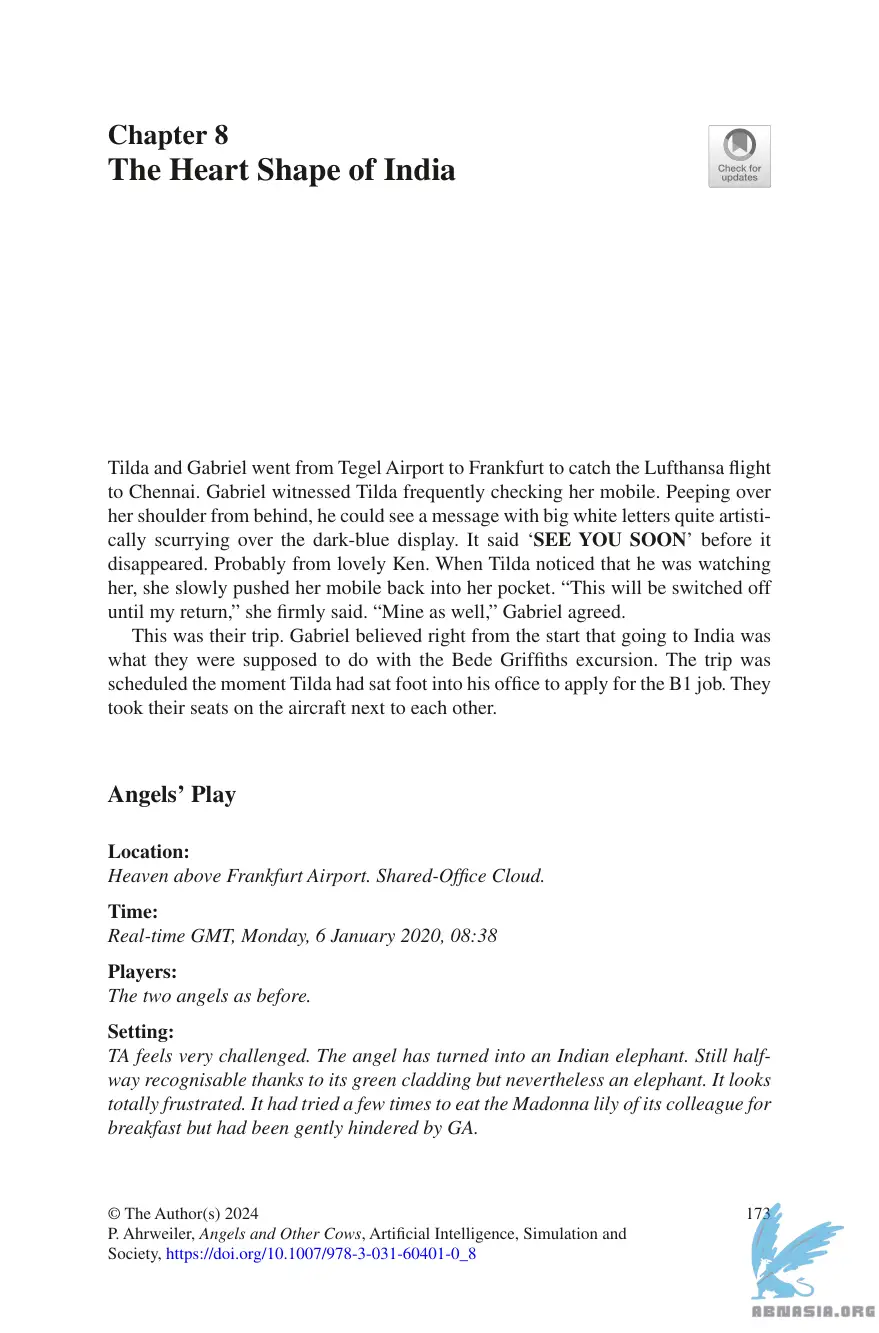 Chapter 8
The Heart Shape of India
Check for
updates
Tilda and Gabriel went from Tegel Airport to Frankfurt to catch the Lufthansa flight
to Chennai. Gabriel witnessed Tilda frequently checking her mobile. Peeping over
her shoulder from behind, he could see a message with big white letters quite artisti-
cally scurrying over the dark-blue display. It said ‘SEE YOU SOON’ before it
disappeared. Probably from lovely Ken. When Tilda noticed that he was watching
her, she slowly pushed her mobile back into her pocket. “This will be switched off
until my return,” she firmly said. “Mine as well,” Gabriel agreed.
This was their trip. Gabriel believed right from the start that going to India was
what they were supposed to do with the Bede Griffiths excursion. The trip was
scheduled the moment Tilda had sat foot into his office to apply for the B1 job. They
took their seats on the aircraft next to each other.
Angels’ Play
Location:
Heaven above Frankfurt Airport. Shared-Office Cloud.
Time:
Real-time GMT, Monday, 6 January 2020, 08:38
Players:
The two angels as before.
Setting:
TA feels very challenged. The angel has turned into an Indian elephant. Still half-
way recognisable thanks to its green cladding but nevertheless an elephant. It looks
totally frustrated. It had tried a few times to eat the Madonna lily of its colleague for
breakfast but had been gently hindered by GA.
© The Author(s) 2024
173
P. Ahrweiler, Angels and Other Cows, Artificial Intelligence, Simulation and
Society, https://doi.org/10.1007/978-3-031-60401-0_8
ABNASIA.ORG